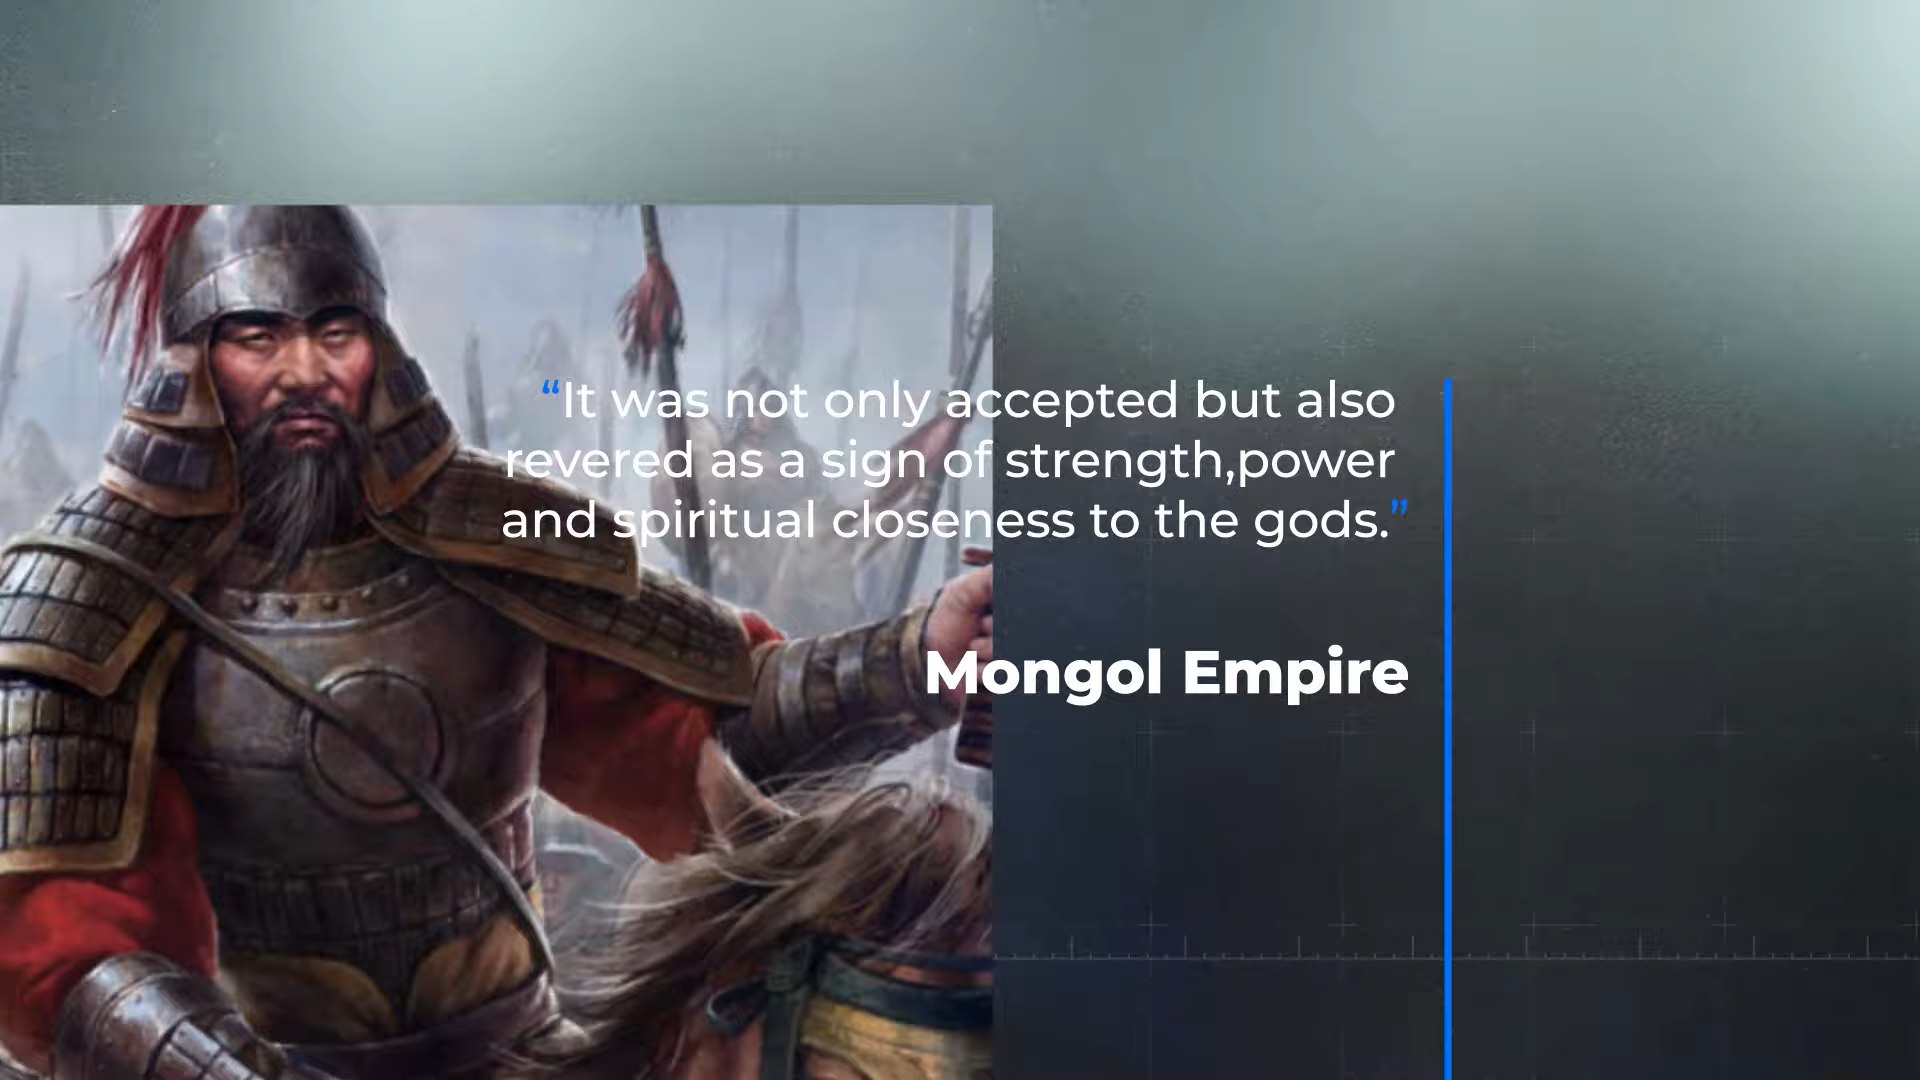 “It was not only accepted but also
revered as a sign of strength,power
and spiritual closeness to the gods.”
Mongol Empire